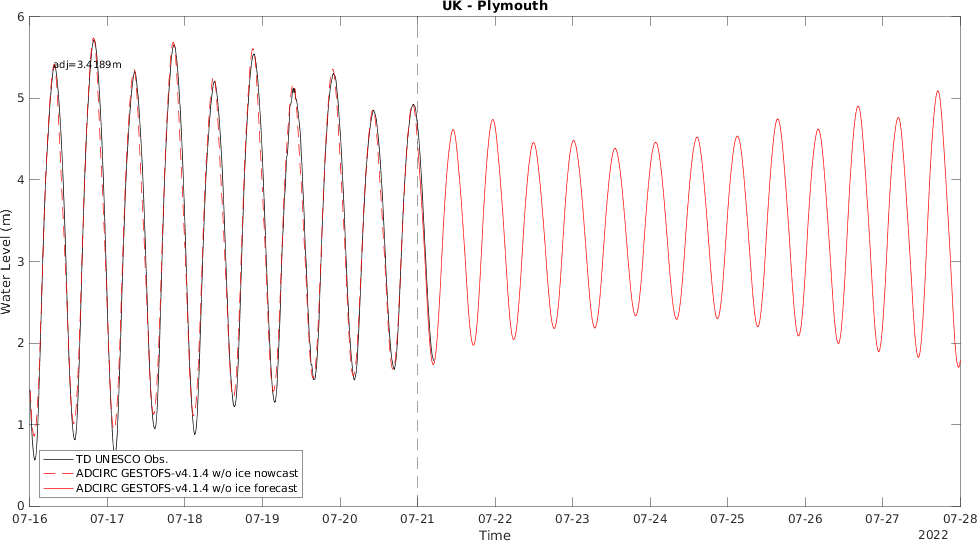 UK - Plymouth
6
5
4
3
2
1
0
Water Level (m)
adj=3.4189m
TD UNESCO Obs.
ADCIRC GESTOFS-v4.1.4 w/o ice nowcast
ADCIRC GESTOFS-v4.1.4 w/o ice forecast
07-16 07-17 07-18 07-19 07-20 07-21 07-22 07-23 07-24 07-25 07-26 07-27 07-28
Time
2022